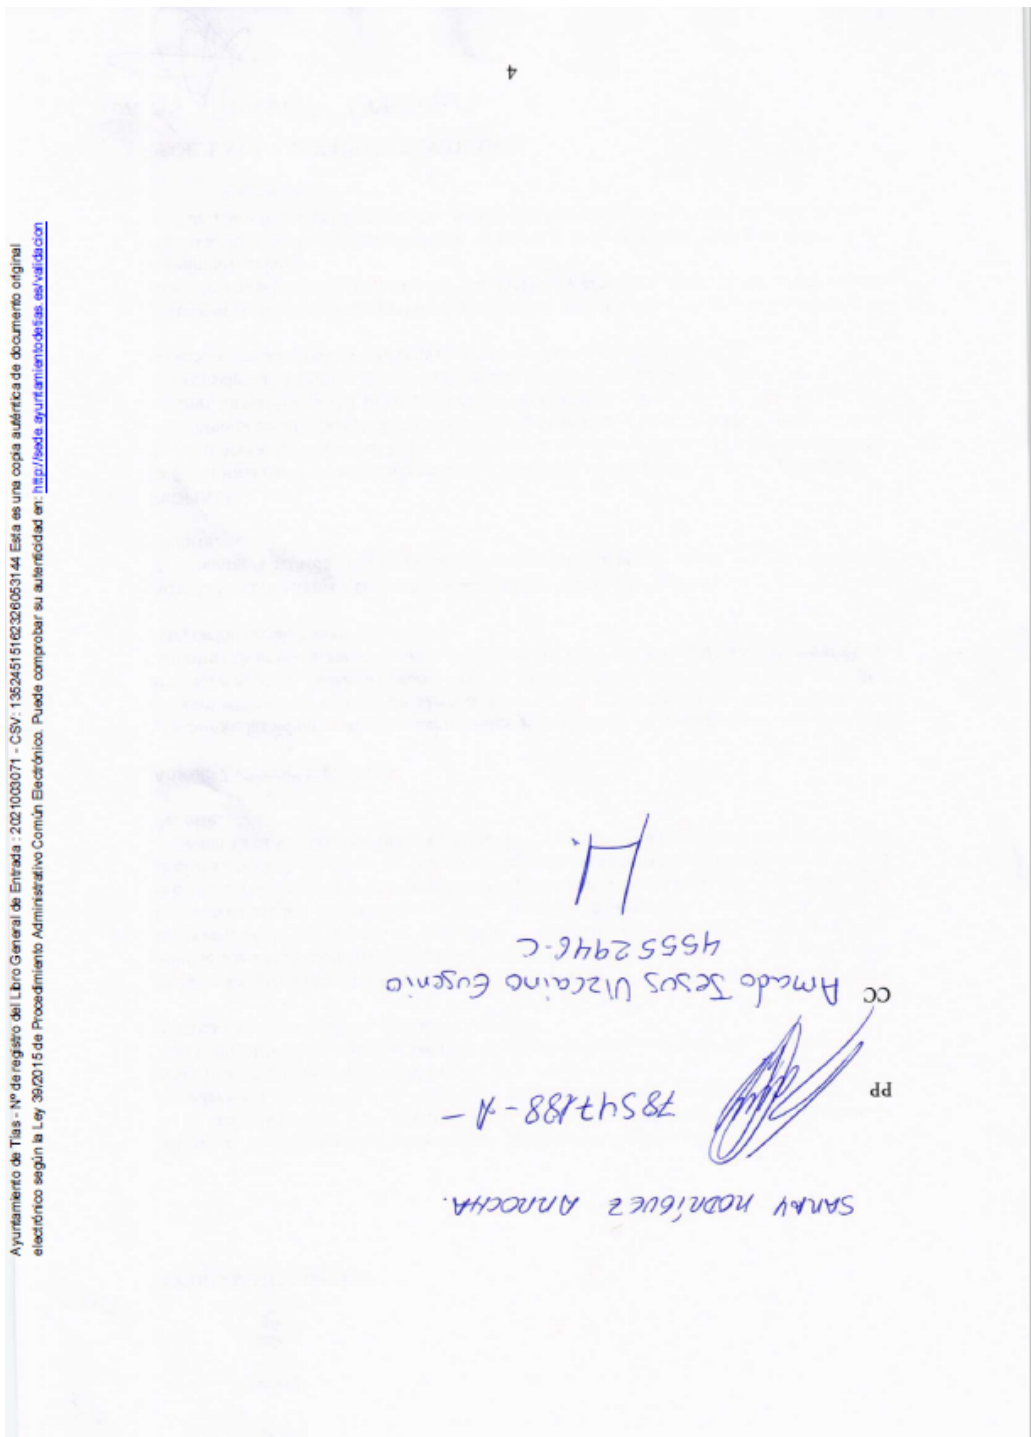 SARAY RODRÍGUEZ ARROCHA.
PP
78547188-A-
CC
Amado Jesus Vizcaino Eugenio
45552946-C
4
Ayuntamiento de Tías - Nº de registro del Libro General de Entrada : 2021003071 - CSV: 13524515162326053144 Esta es una copia auténtica de documento original
electrónico según la Ley 39/2015 de Procedimiento Administrativo Común Electrónico. Puede comprobar su autenticidad en: http://sede.ayuntamientodetias.es/validacion